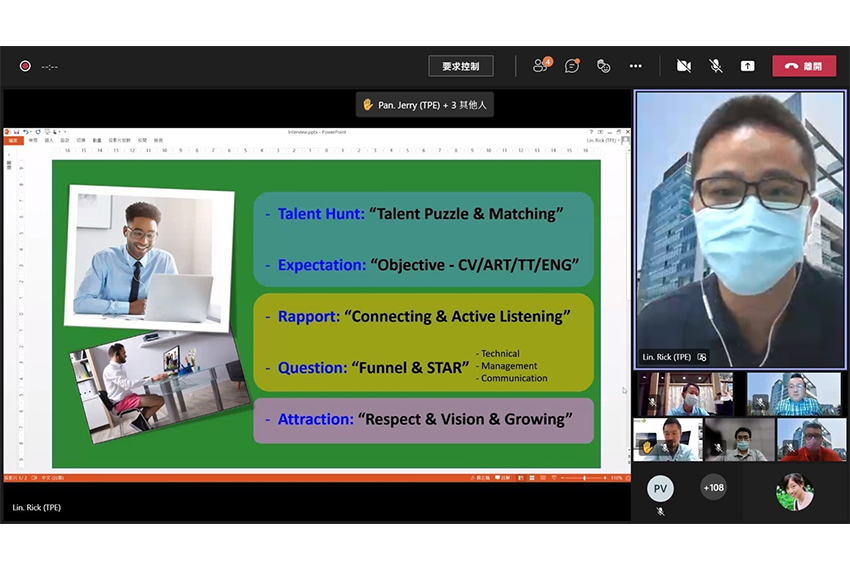 --:--
要求控制
4
離開
Pan. Jerry (TPE) + 3 其他人
Interview.pptx - PowerPoint
Lin. Rick (TPE)
- Talent Hunt: “Talent Puzzle & Matching”
- Expectation: “Objective - CV/ART/TT/ENG”
- Rapport: “Connecting & Active Listening”
- Question: “Funnel & STAR”
- Technical
- Management
- Communication
- Attraction: “Respect & Vision & Growing”
Lin. Rick (TPE)
Lin. Rick (TPE)
PV
+108